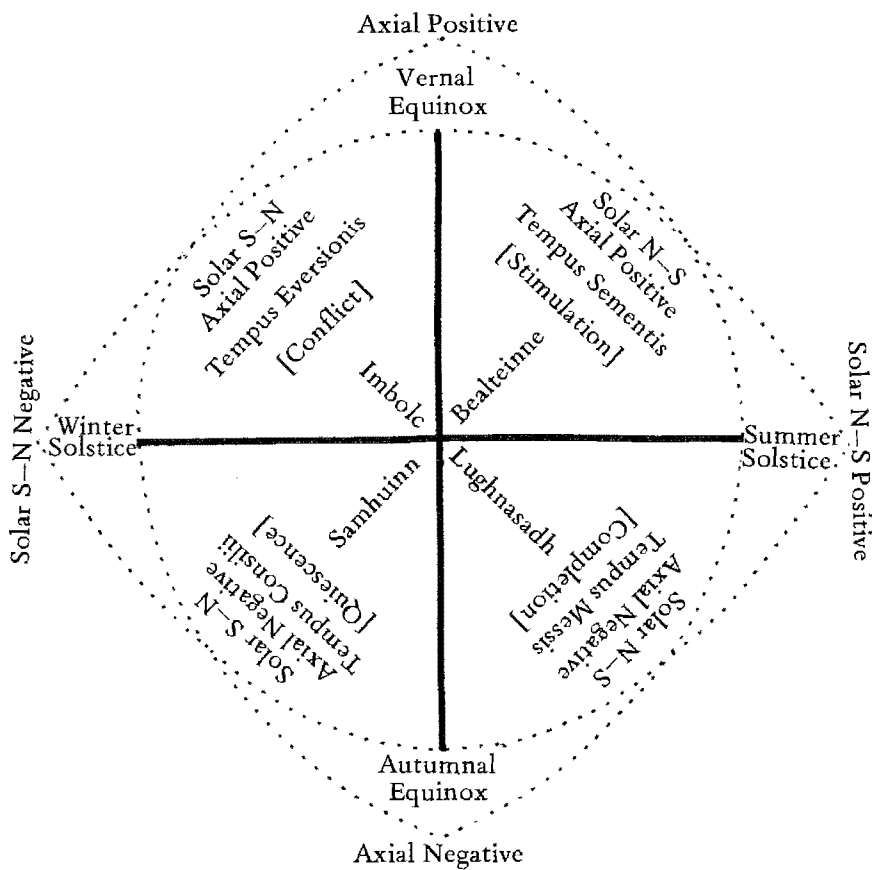 Axial Positive
Vernal
Equinox
Solar S–N
Axial Positive
Tempus Eversionis
[Conflict]
Imbolc
Solar N–S
Axial Positive
Tempus Sementis
[Stimulation]
Bealteinne
Solar S–N Negative
Winter
Solstice
Summer
Solstice
Solar N–S Positive
Samhuinn
[Quiescence]
Tempus Consilii
Axial Negative
Solar S–N
Lughnasadh
[Completion]
Tempus Messis
Axial Negative
Solar N–S
Autumnal
Equinox
Axial Negative